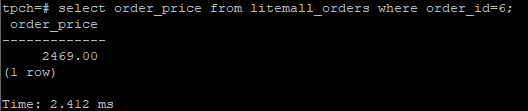 tpch=# select order_price from litemall_orders where order_id=6;
 order_price
-------------
     2469.00
(1 row)

Time: 2.412 ms